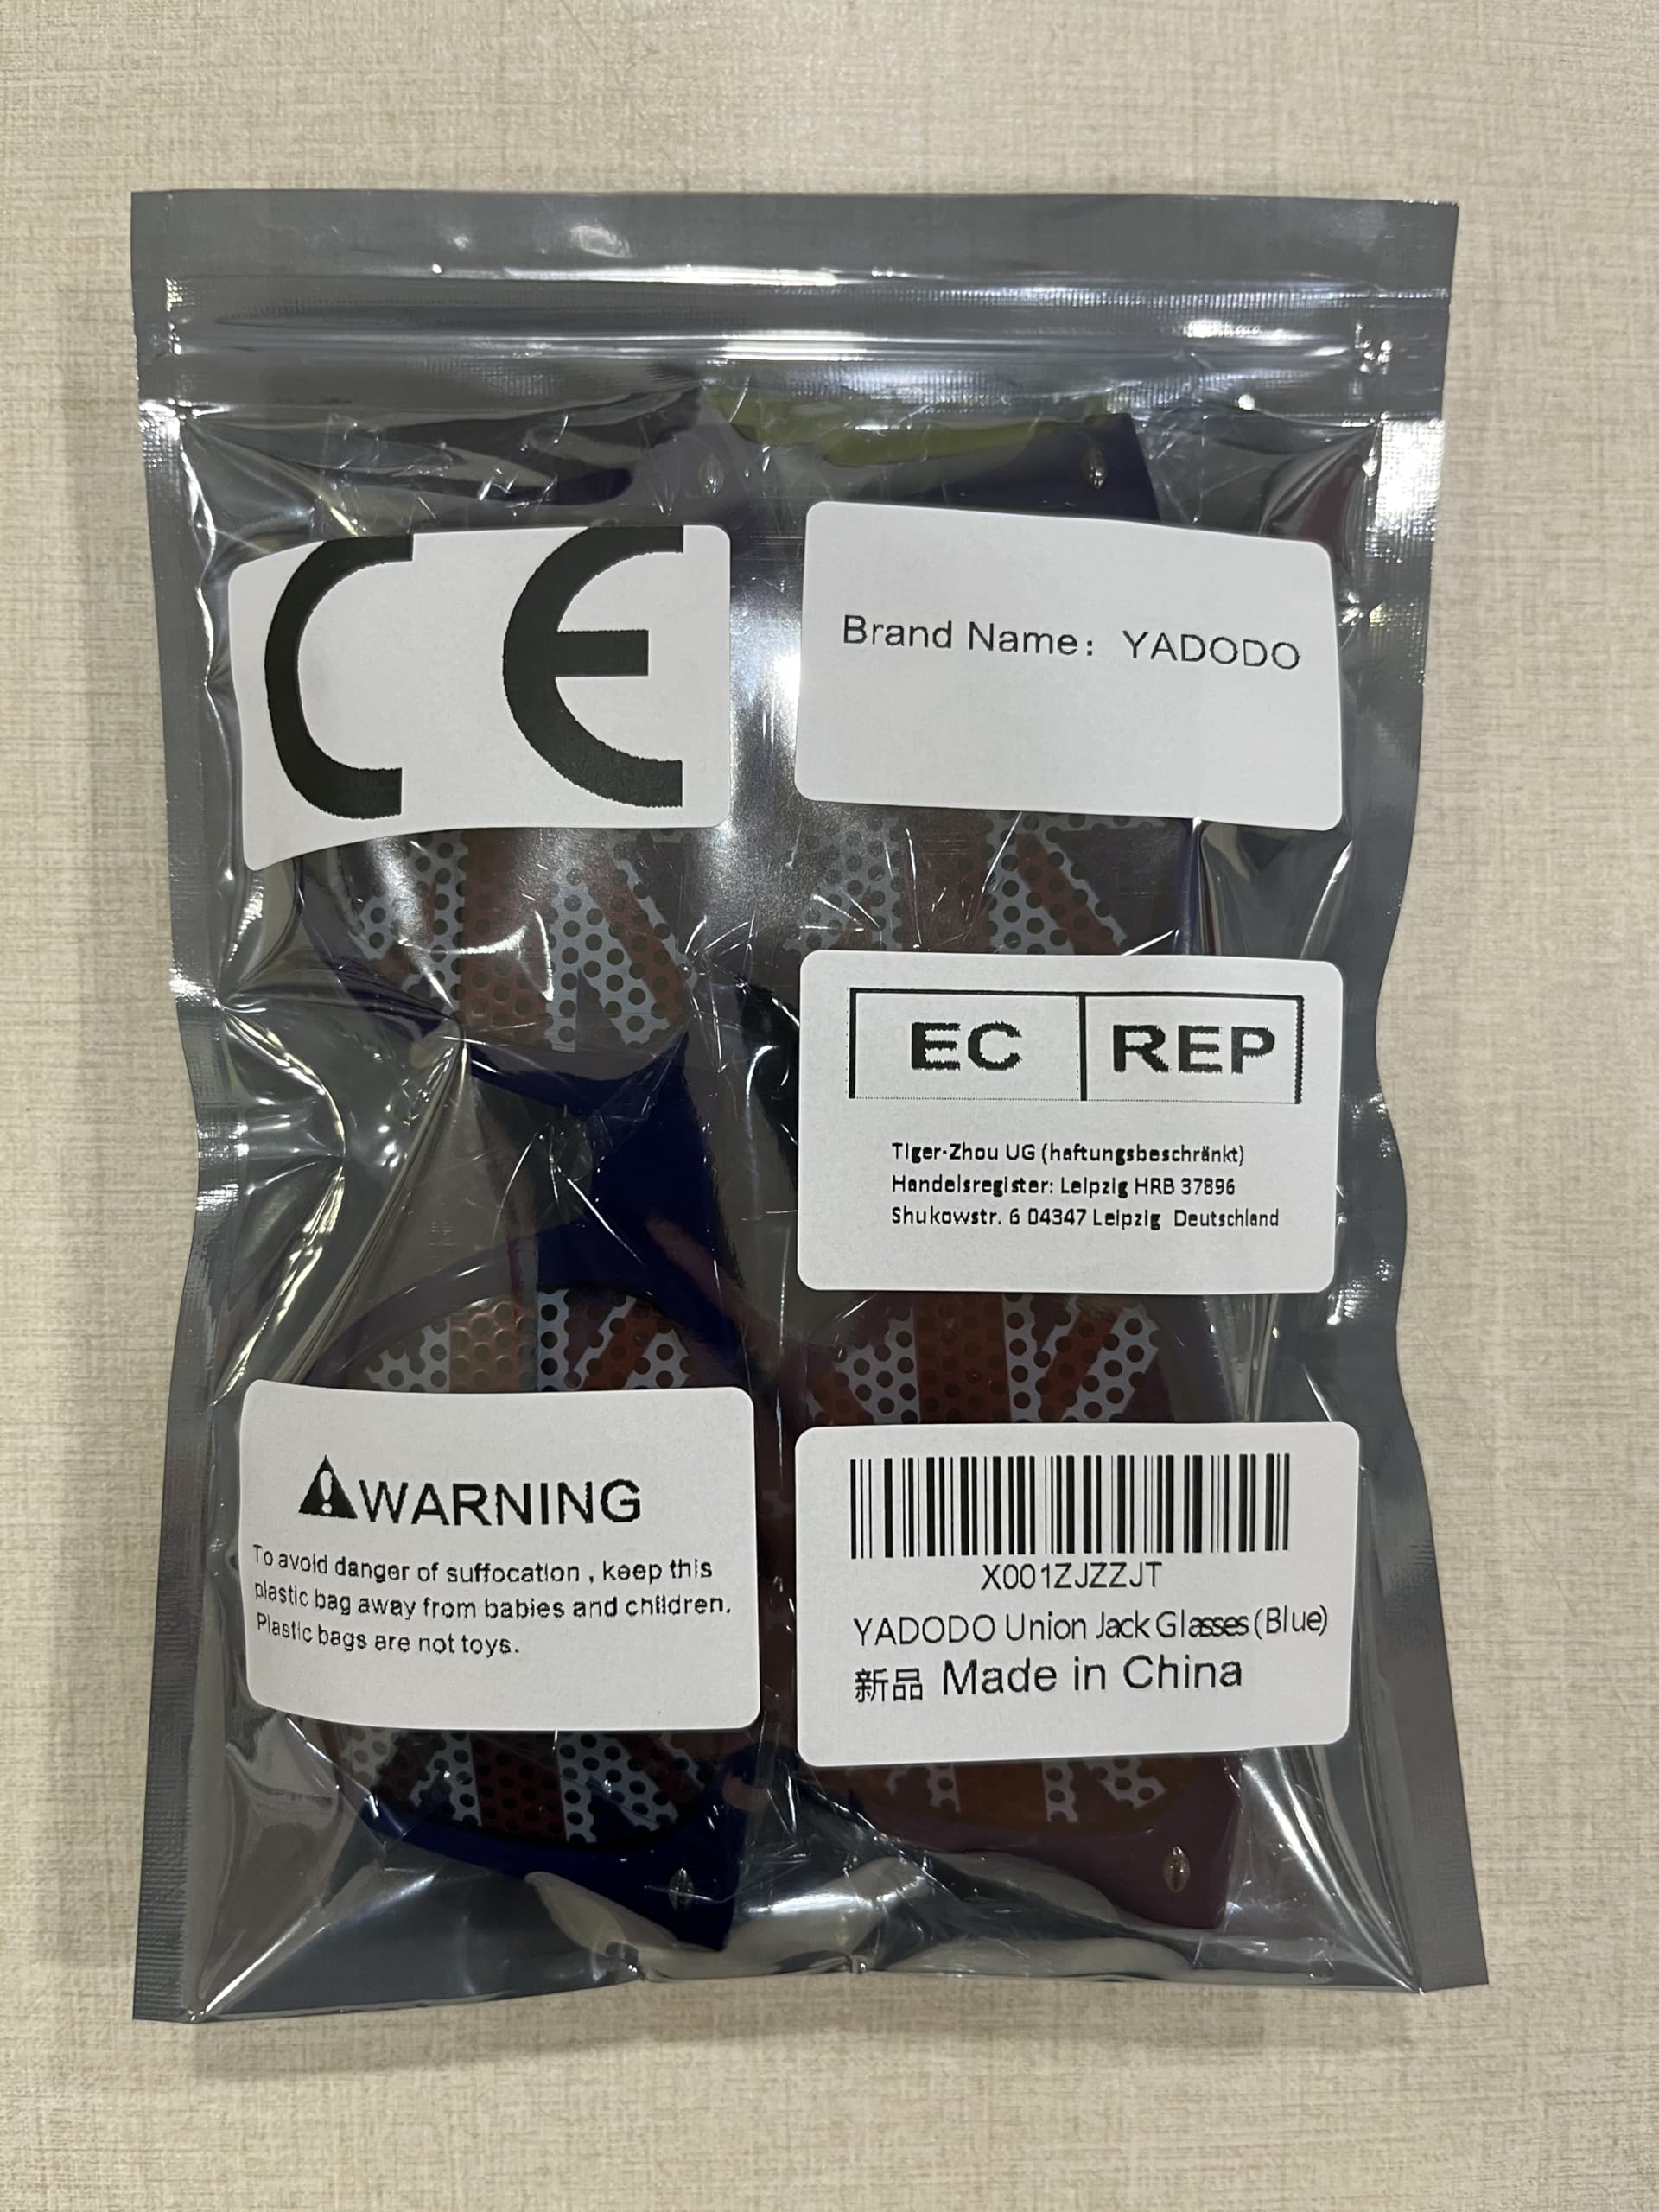 CE
Brand Name: YADODO
EC REP
Tiger-Zhou UG (haftungsbeschränkt)
Handelsregister: Leipzig HRB 37896
Shukowstr. 6 04347 Leipzig Deutschland
WARNING
To avoid danger of suffocation , keep this
plastic bag away from babies and children.
Plastic bags are not toys.
X001ZJZZJT
YADODO Union Jack Glasses(Blue)
新品 Made in China